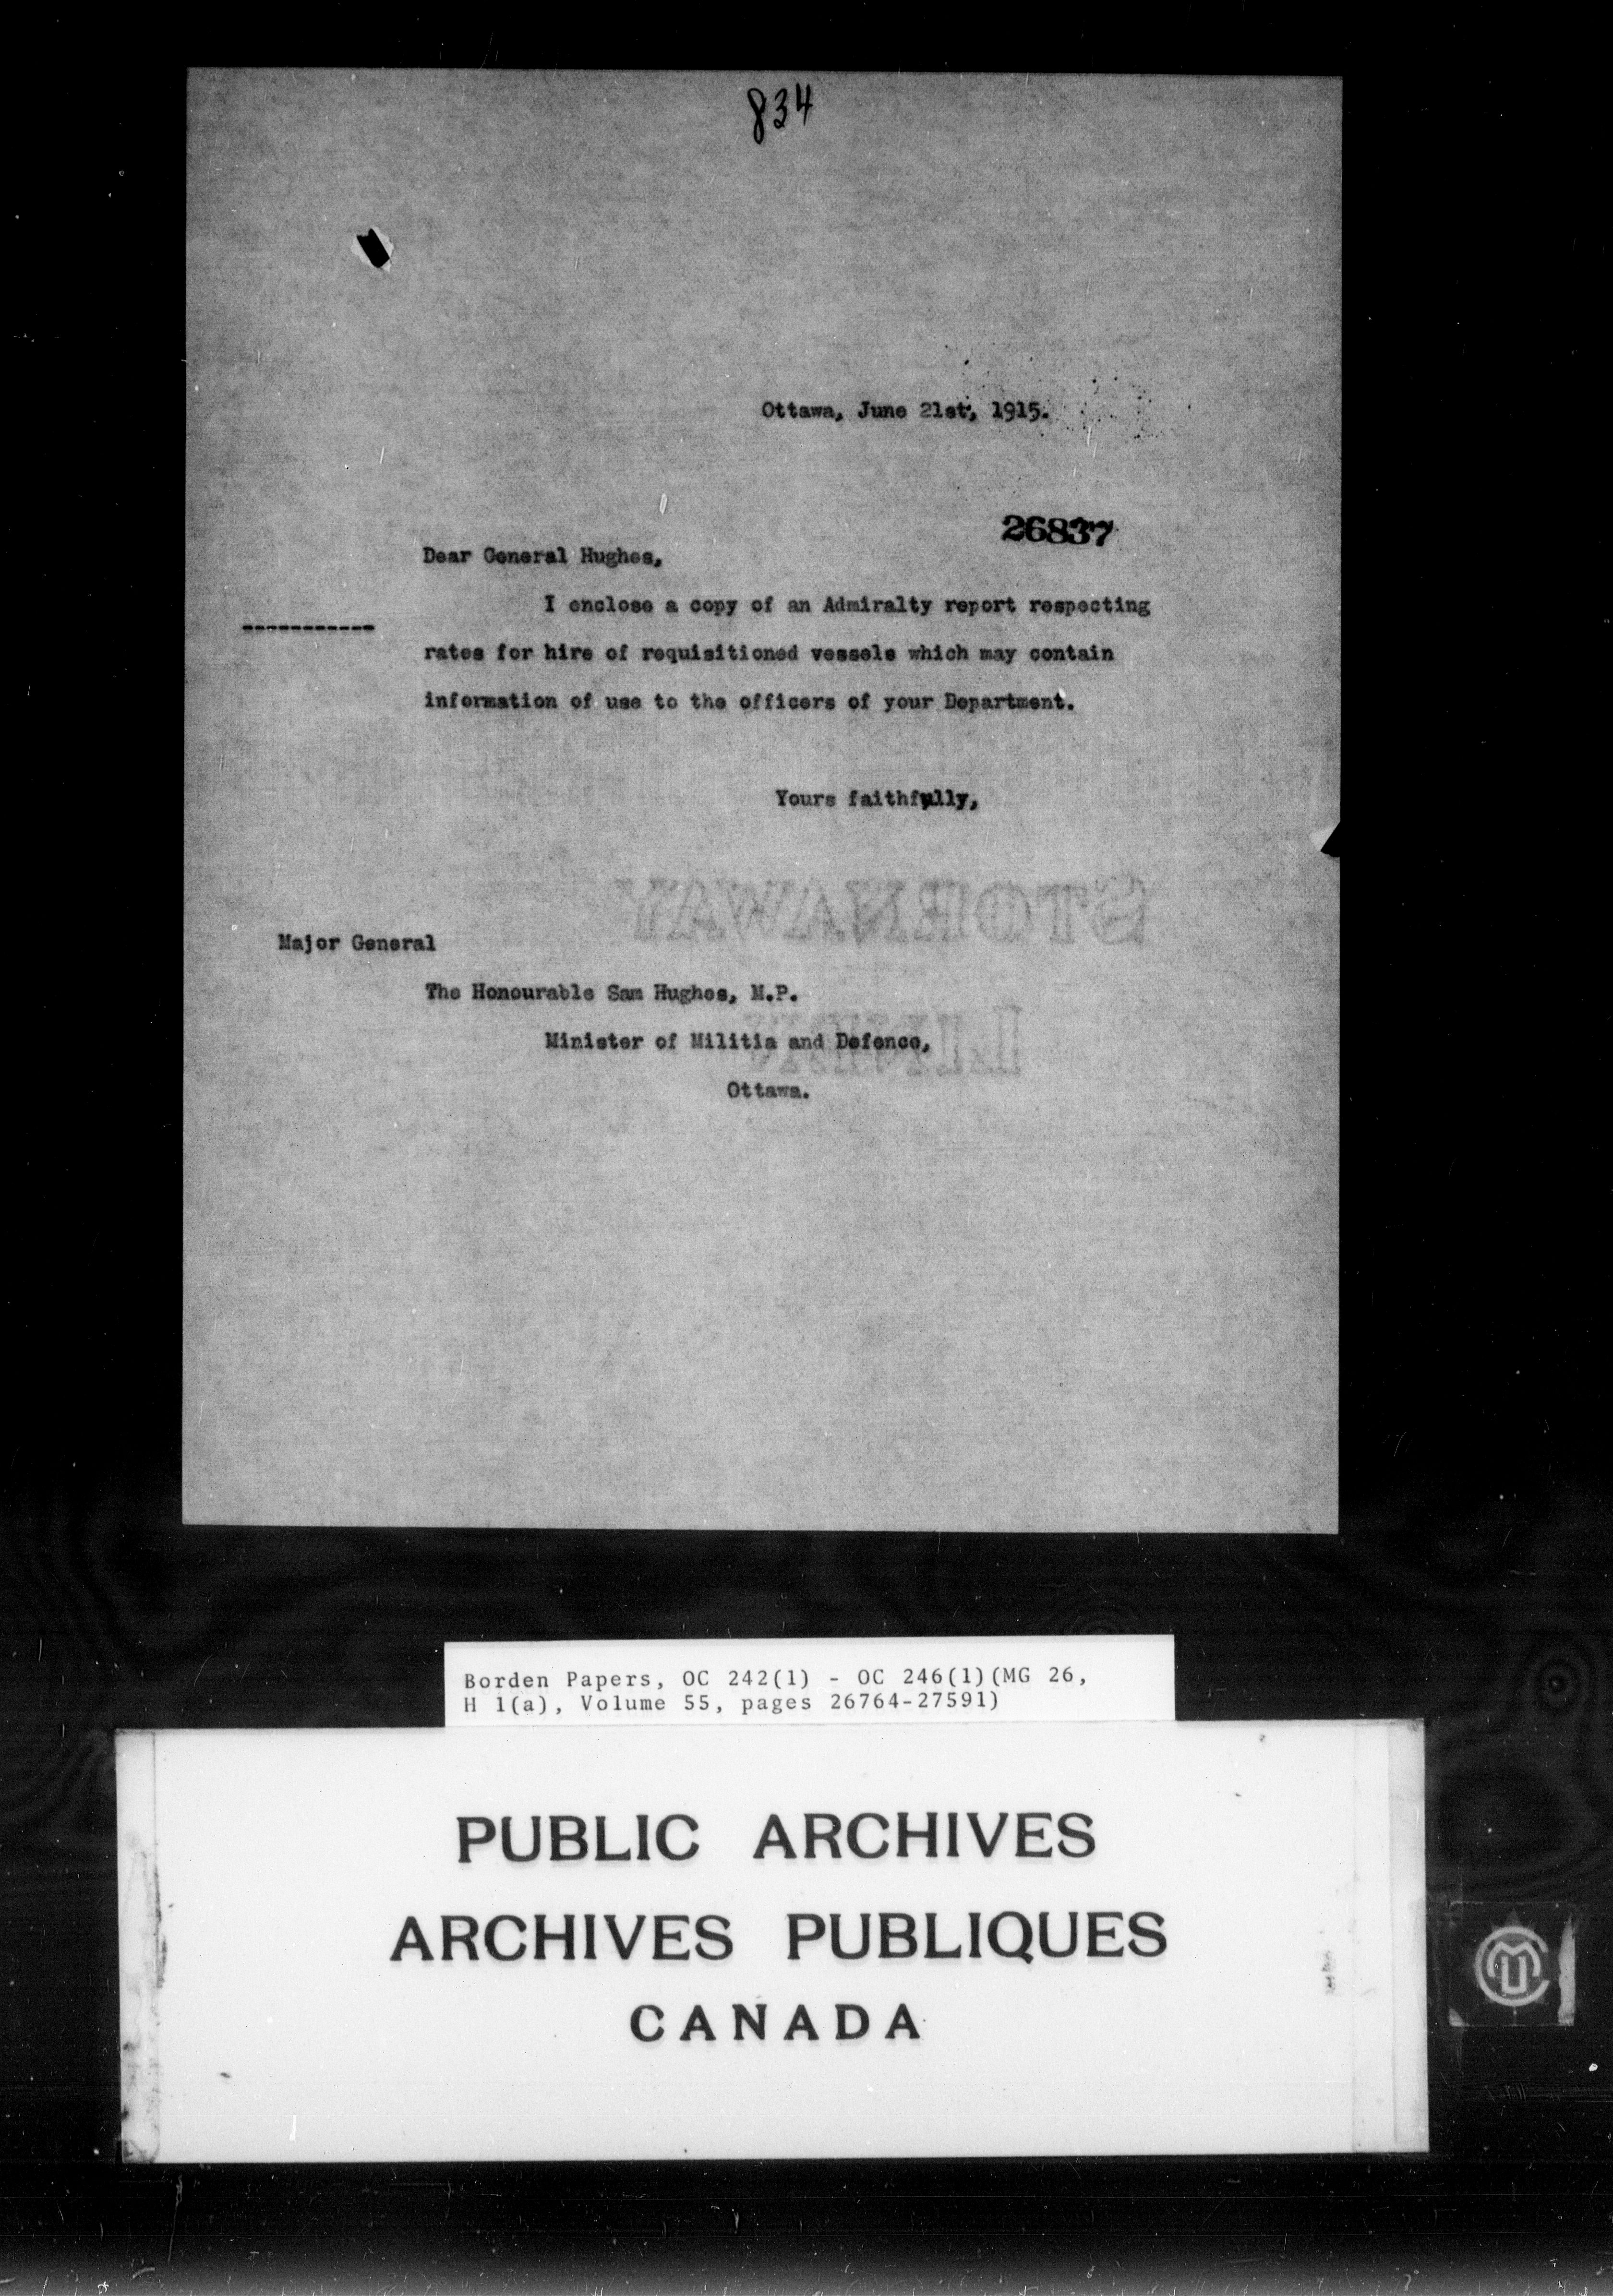 834
Ottawa, June 21st, 1915.
26837
Dear General Hughes,
I enclose a copy of an Admiralty report respecting
-----------
rates for hire of requisitioned vessels which may contain
information of use to the officers of your Department.
Yours faithfully,
STORNAWAY
Major General
The Honourable Sam Hughes, M.P.
Minister of Militia and Defence,
Ottawa.
Borden Papers, OC 242(1) - OC 246(1)(MG 26,
H 1(a), Volume 55, pages 26764-27591)
PUBLIC ARCHIVES
ARCHIVES PUBLIQUES
CANADA